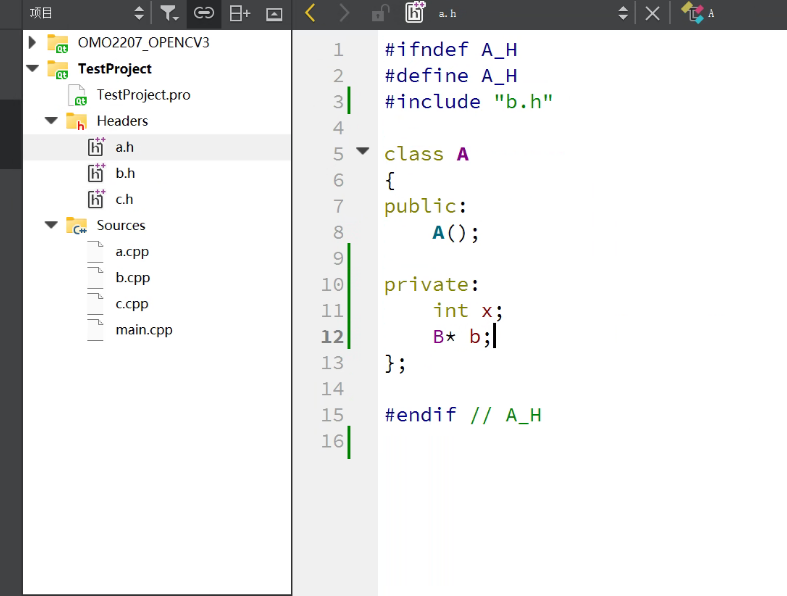 项目
a.h
A
OMO2207_OPENCV3
TestProject
TestProject.pro
Headers
a.h
b.h
c.h
Sources
a.cpp
b.cpp
c.cpp
main.cpp
1 #ifndef A_H
2 #define A_H
3 #include "b.h"
4
5 class A
6 {
7 public:
8     A();
9
10 private:
11     int x;
12     B* b;
13 };
14
15 #endif // A_H
16